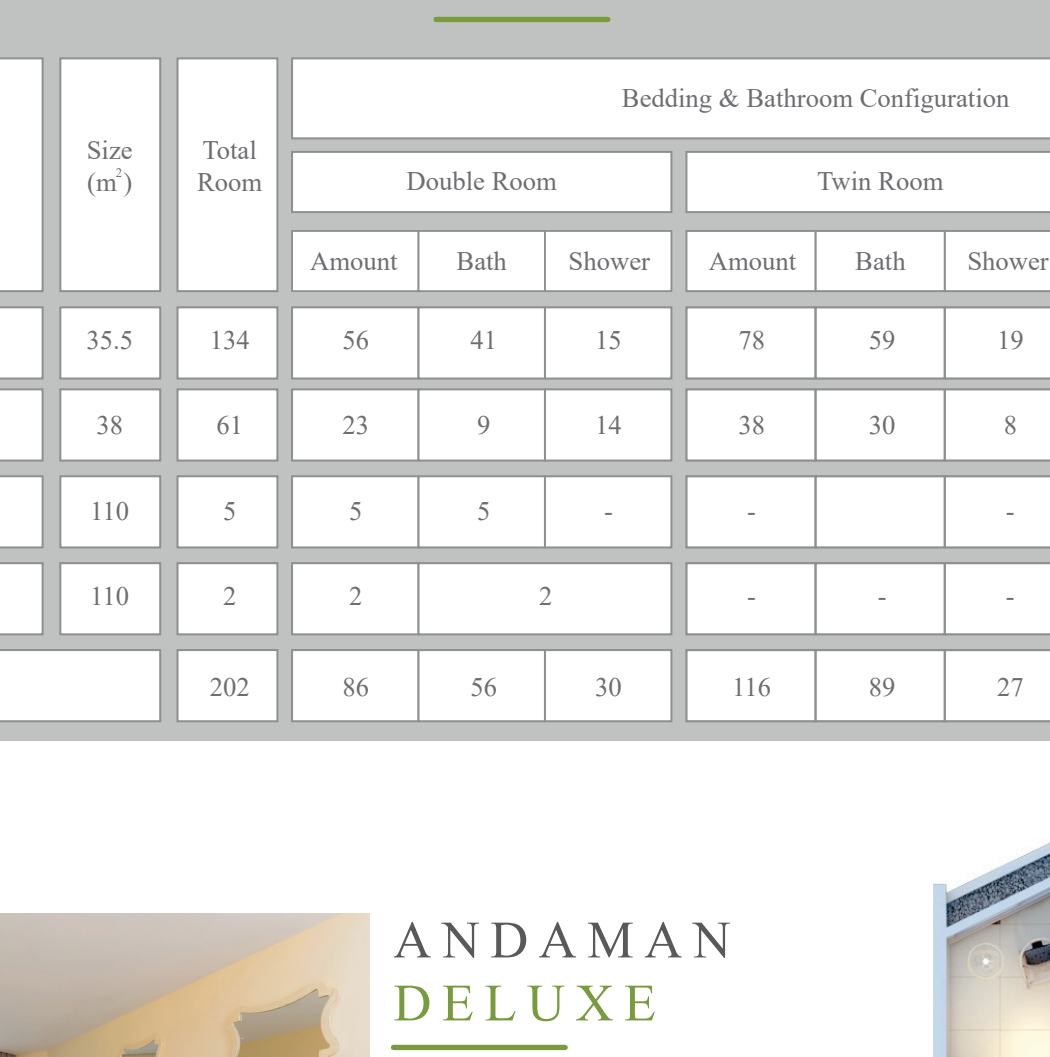 Bedding & Bathroom Configuration
Size
(m²)
Total
Room
Double Room
Twin Room
Amount Bath Shower Amount Bath Shower
35.5 134 56 41 15 78 59 19
38 61 23 9 14 38 30 8
110 5 5 5 - - -
110 2 2 2 - - -
202 86 56 30 116 89 27
ANDAMAN
DELUXE